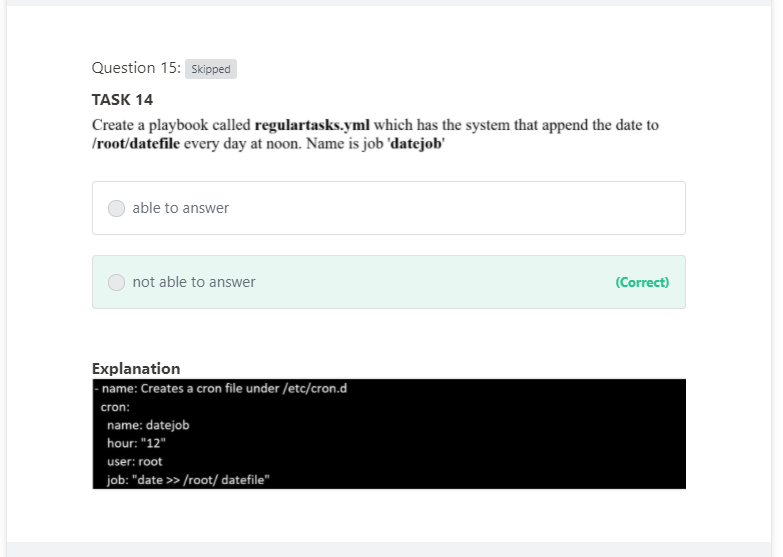 Question 15: Skipped
TASK 14
Create a playbook called regulartasks.yml which has the system that append the date to
/root/datefile every day at noon. Name is job 'datejob'
able to answer
not able to answer (Correct)
Explanation
- name: Creates a cron file under /etc/cron.d
cron:
name: datejob
hour: "12"
user: root
job: "date >> /root/ datefile"